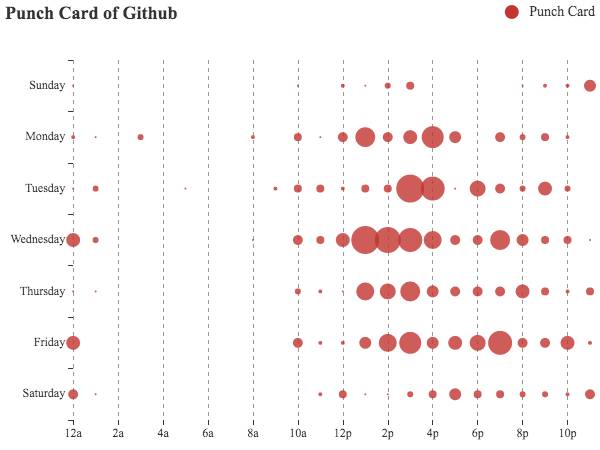 Punch Card of Github
Punch Card
Sunday
Monday
Tuesday
Wednesday
Thursday
Friday
Saturday
12a 2a 4a 6a 8a 10a 12p 2p 4p 6p 8p 10p